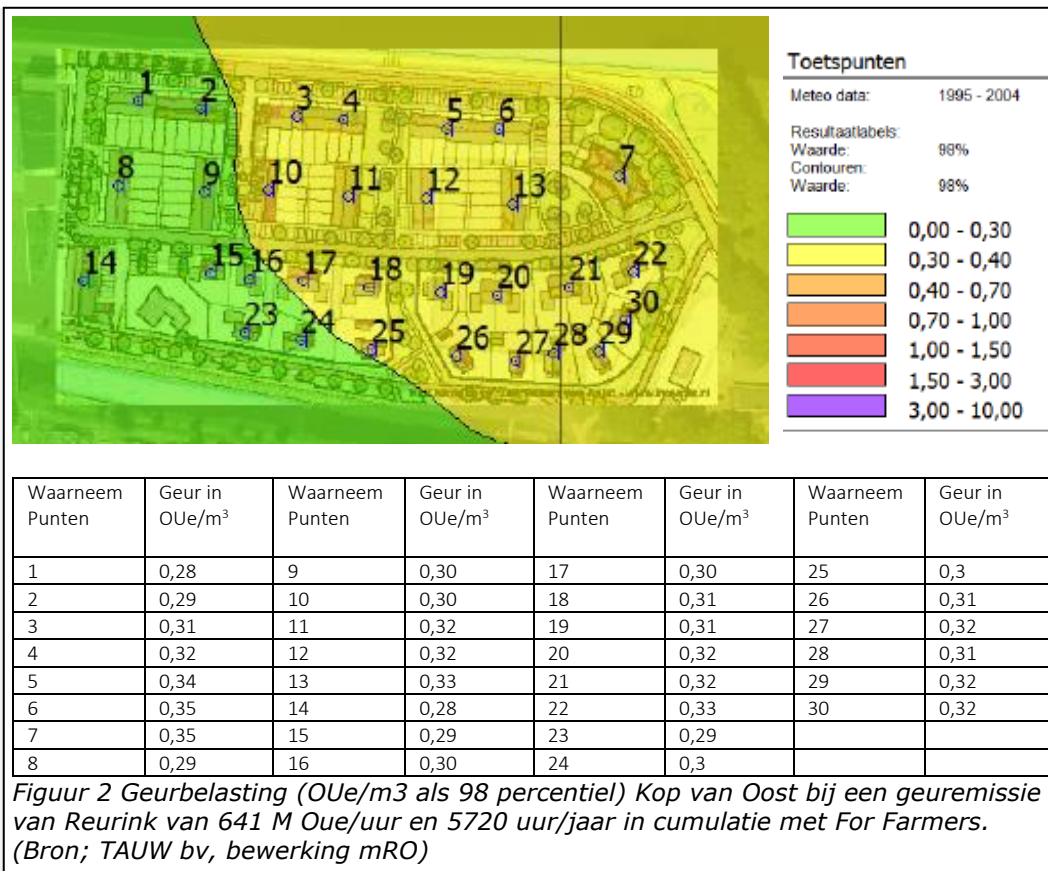 HANZEWEG
1 2 3 4 5 6
7
8 9 10 11 12 13
14 15 16 17 18 19 20 21 22
23 24 25 26 27 28 29 30
Toetspunten
Meteo data: 1995 - 2004
Resultaatlabels:
Waarde: 98%
Contouren:
Waarde: 98%
0,00 - 0,30
0,30 - 0,40
0,40 - 0,70
0,70 - 1,00
1,00 - 1,50
1,50 - 3,00
3,00 - 10,00
Waarneem Geur in Waarneem Geur in Waarneem Geur in Waarneem Geur in
Punten OUe/m³ Punten OUe/m³ Punten OUe/m³ Punten OUe/m³
1 0,28 9 0,30 17 0,30 25 0,3
2 0,29 10 0,30 18 0,31 26 0,31
3 0,31 11 0,32 19 0,31 27 0,32
4 0,32 12 0,32 20 0,32 28 0,31
5 0,34 13 0,33 21 0,32 29 0,32
6 0,35 14 0,28 22 0,33 30 0,32
7 0,35 15 0,29 23 0,29
8 0,29 16 0,30 24 0,3
Figuur 2 Geurbelasting (OUe/m3 als 98 percentiel) Kop van Oost bij een geuremissie
van Reurink van 641 M Oue/uur en 5720 uur/jaar in cumulatie met For Farmers.
(Bron; TAUW bv, bewerking mRO)